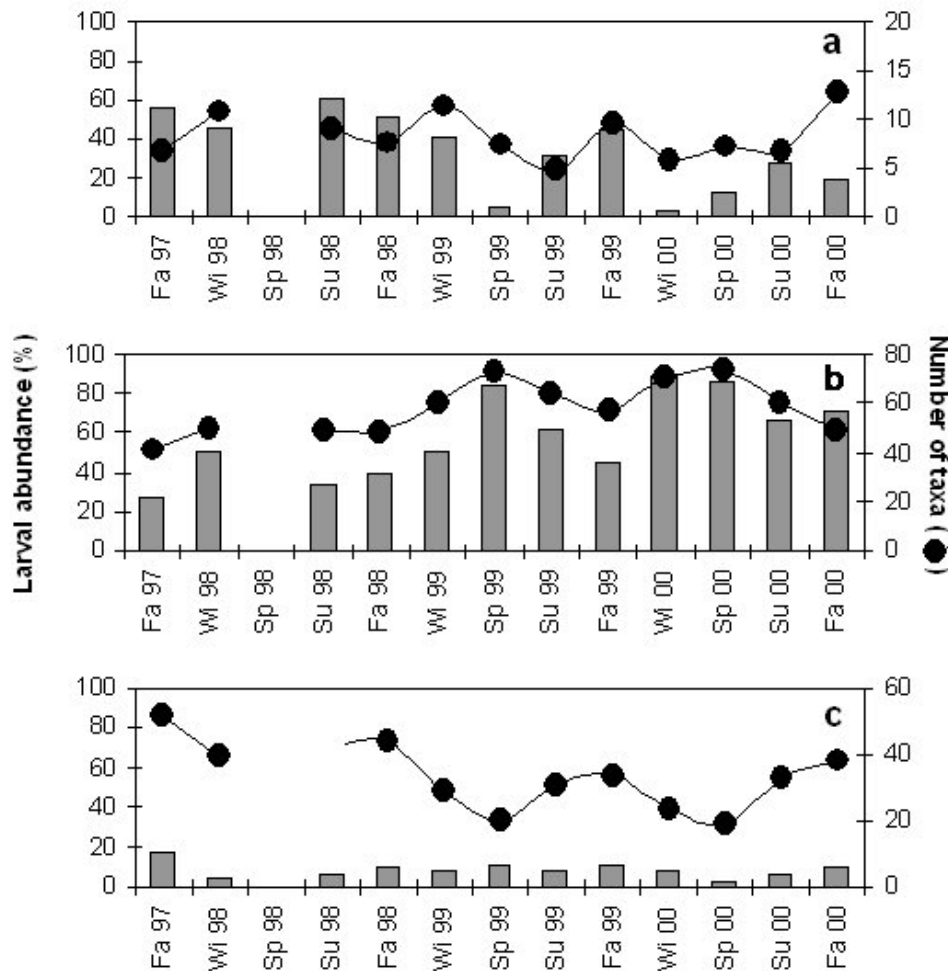 100
80
60
40
20
0
20
15
10
5
0
a
Fa 97
Wi 98
Sp 98
Su 98
Fa 98
Wi 99
Sp 99
Su 99
Fa 99
Wi 00
Sp 00
Su 00
Fa 00
Larval abundance (%)
Number of taxa (●)
100
80
60
40
20
0
80
60
40
20
0
b
Fa 97
Wi 98
Sp 98
Su 98
Fa 98
Wi 99
Sp 99
Su 99
Fa 99
Wi 00
Sp 00
Su 00
Fa 00
100
80
60
40
20
0
60
40
20
0
c
Fa 97
Wi 98
Sp 98
Su 98
Fa 98
Wi 99
Sp 99
Su 99
Fa 99
Wi 00
Sp 00
Su 00
Fa 00